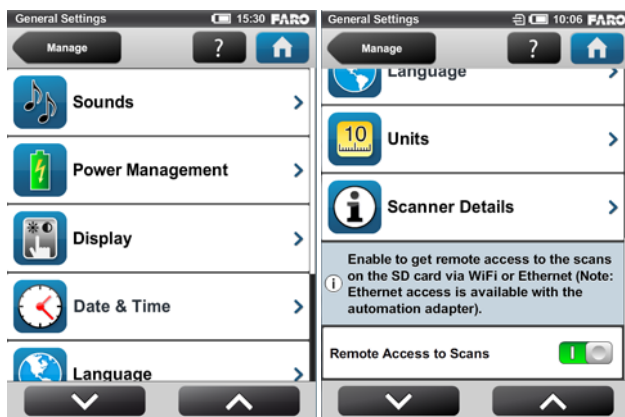 General Settings 15:30 FARO
Manage ?
Sounds
Power Management
Display
Date & Time
Language
General Settings 10:06 FARO
Manage ?
Language
10 Units
Scanner Details
Enable to get remote access to the scans
on the SD card via WiFi or Ethernet (Note:
Ethernet access is available with the
automation adapter).
Remote Access to Scans